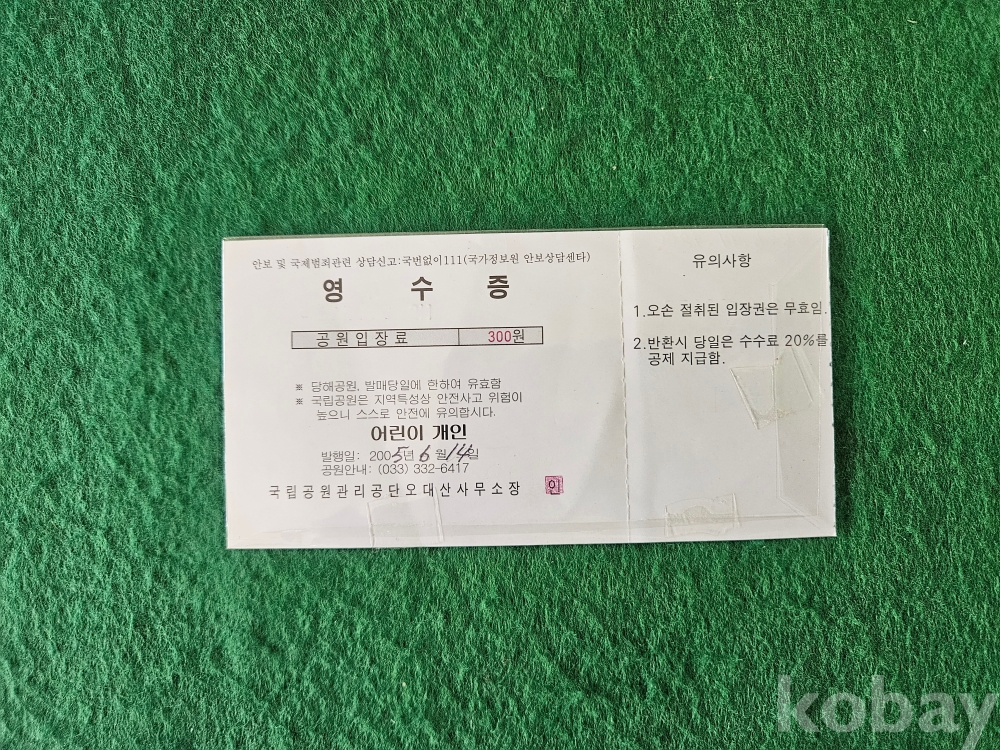 안보 및 국제범죄관련 상담신고:국번없이111(국가정보원 안보상담센타)
영 수 증
공원입장료 300원
※ 당해공원, 발매당일에 한하여 유효함
※ 국립공원은 지역특성상 안전사고 위험이
높으니 스스로 안전에 유의합시다.
어린이 개인
발행일: 2005년 6월 14일
공원안내: (033) 332-6417
국립공원관리공단오대산사무소장 인
유의사항
1.오손 절취된 입장권은 무효임.
2.반환시 당일은 수수료 20%를
공제 지급함.
kobay